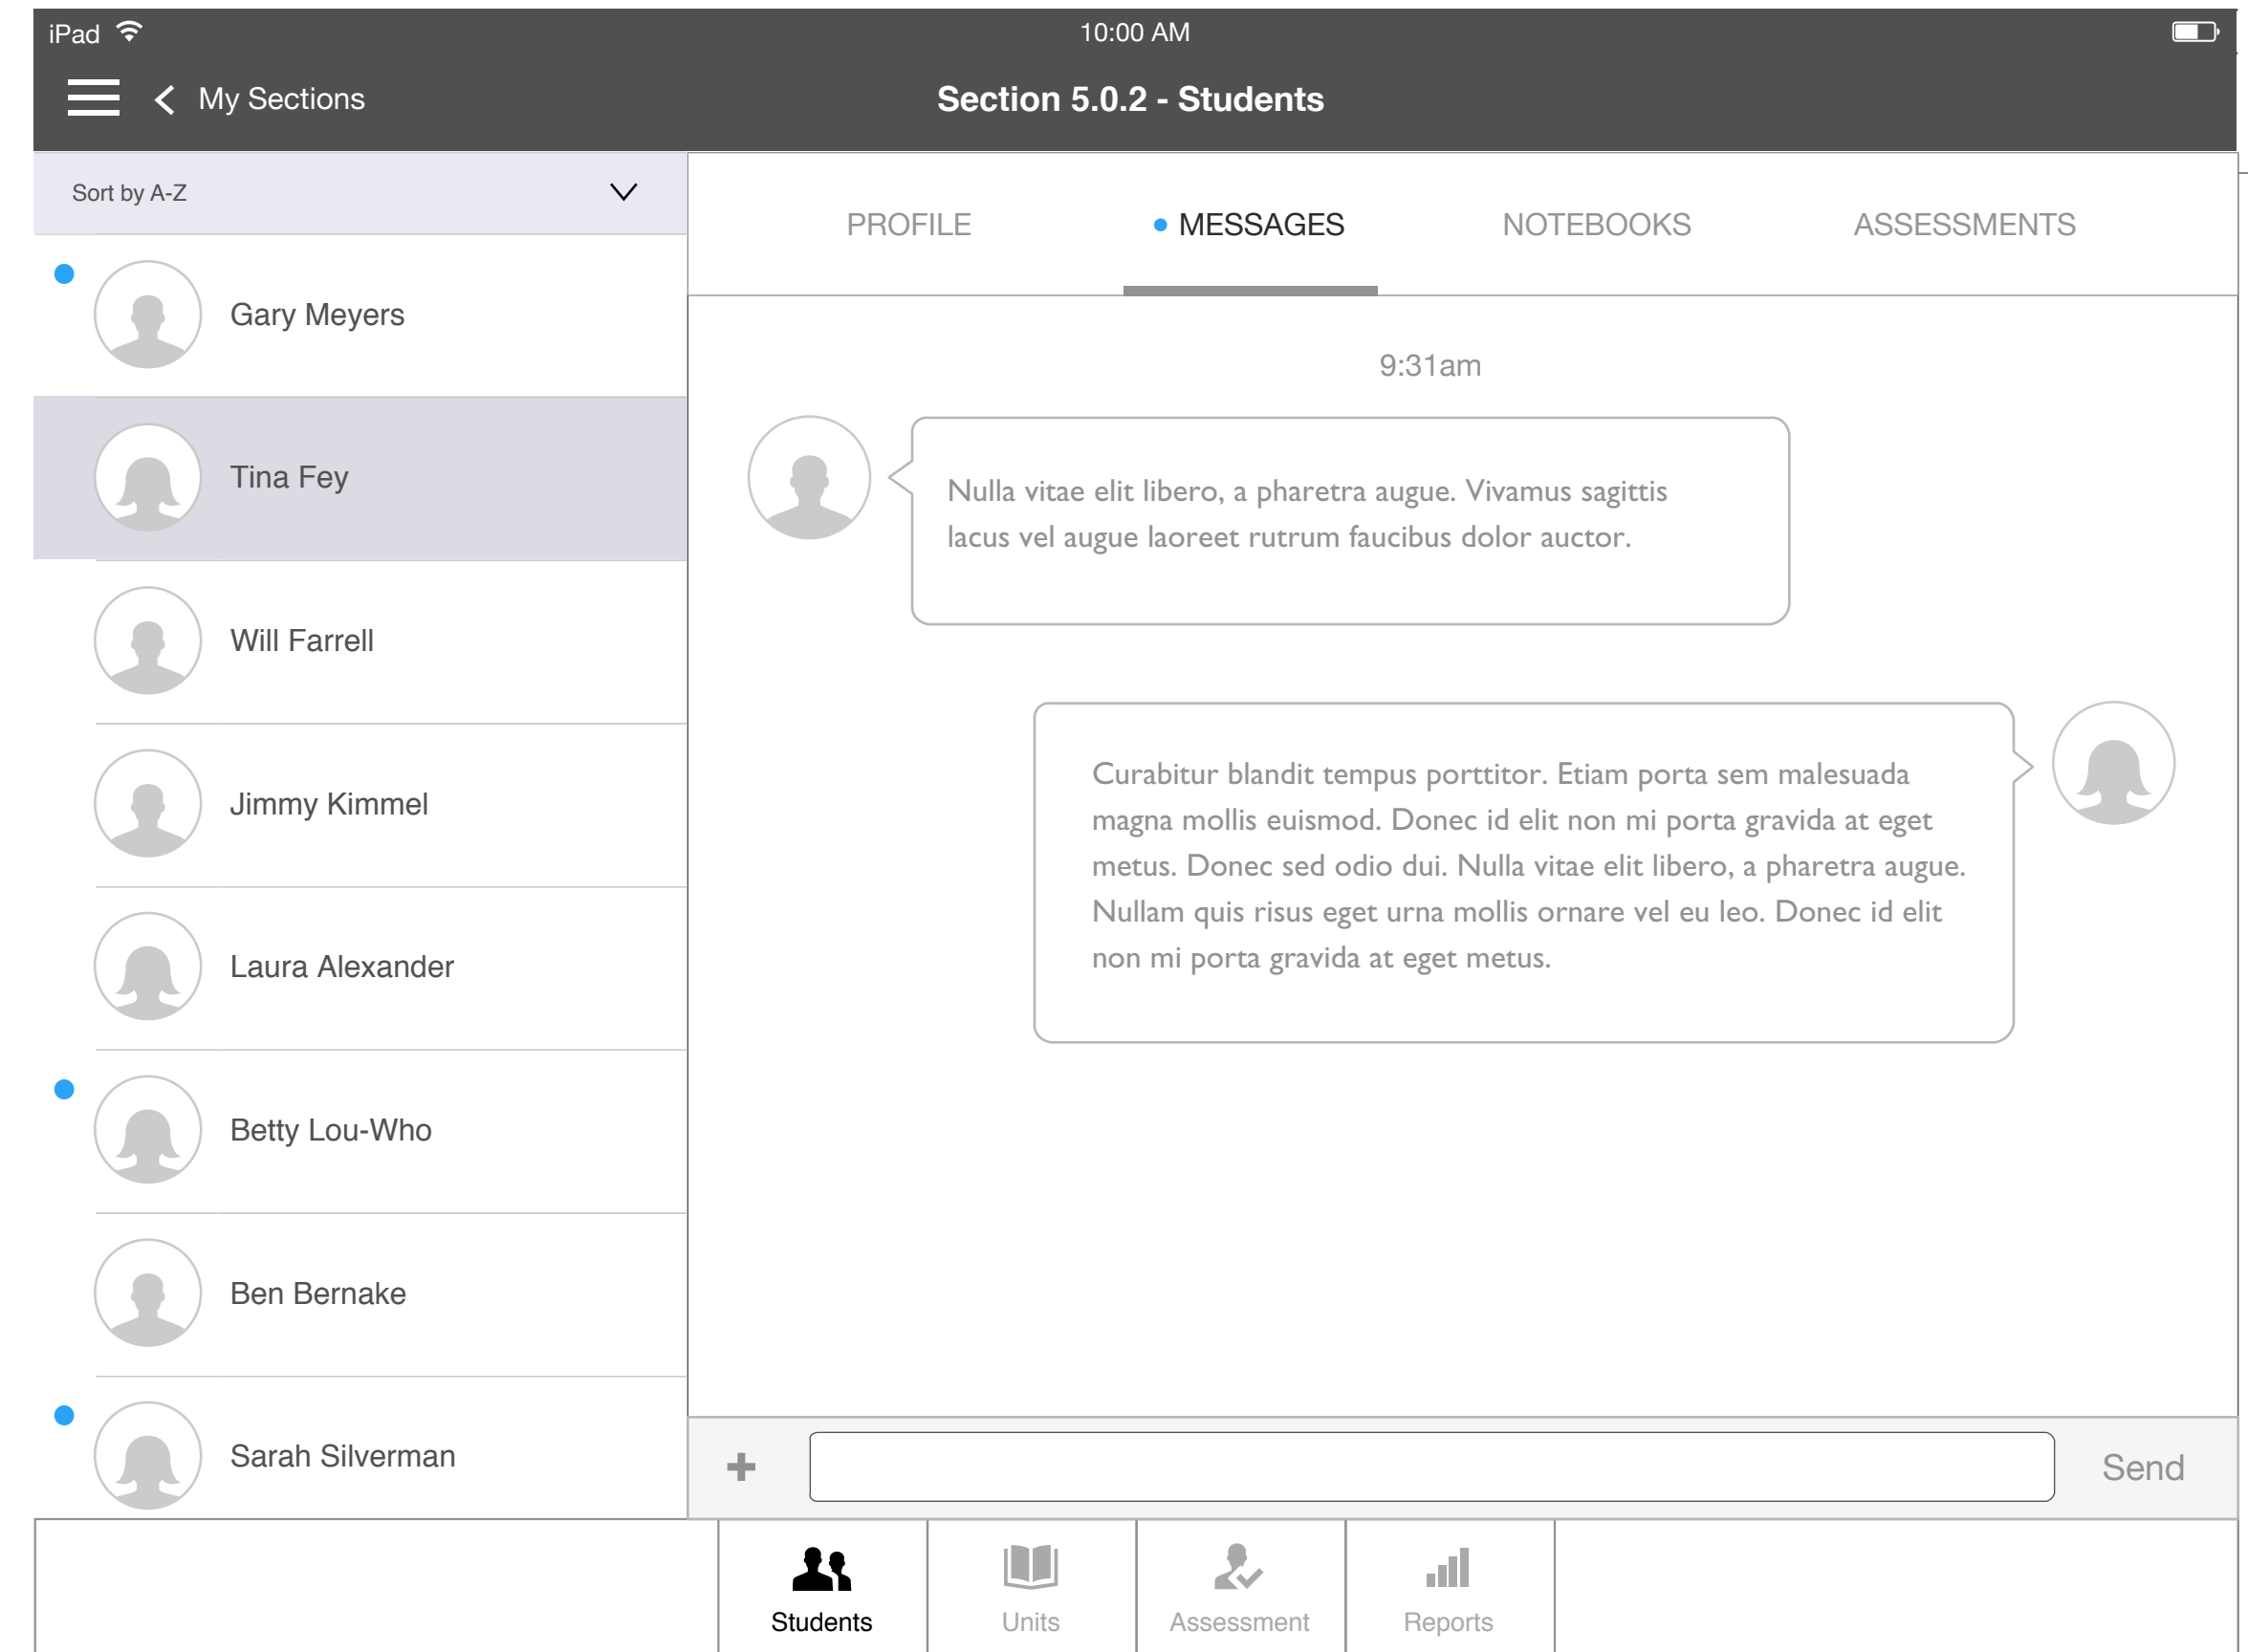 iPad
10:00 AM
My Sections
Section 5.0.2 - Students
Sort by A-Z
Gary Meyers
Tina Fey
Will Farrell
Jimmy Kimmel
Laura Alexander
Betty Lou-Who
Ben Bernake
Sarah Silverman
PROFILE
MESSAGES
NOTEBOOKS
ASSESSMENTS
9:31am
Nulla vitae elit libero, a pharetra augue. Vivamus sagittis
lacus vel augue laoreet rutrum faucibus dolor auctor.
Curabitur blandit tempus porttitor. Etiam porta sem malesuada
magna mollis euismod. Donec id elit non mi porta gravida at eget
metus. Donec sed odio dui. Nulla vitae elit libero, a pharetra augue.
Nullam quis risus eget urna mollis ornare vel eu leo. Donec id elit
non mi porta gravida at eget metus.
Send
Students
Units
Assessment
Reports